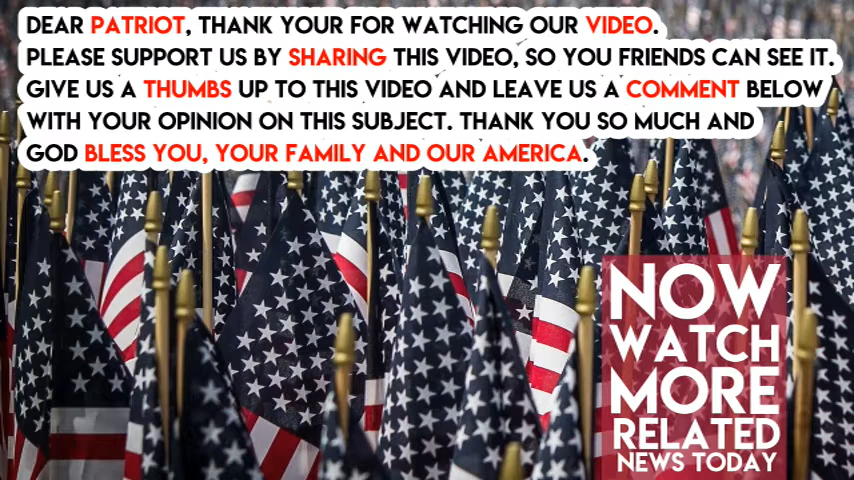 DEAR PATRIOT, THANK YOUR FOR WATCHING OUR VIDEO.
PLEASE SUPPORT US BY SHARING THIS VIDEO, SO YOU FRIENDS CAN SEE IT.
GIVE US A THUMBS UP TO THIS VIDEO AND LEAVE US A COMMENT BELOW
WITH YOUR OPINION ON THIS SUBJECT. THANK YOU SO MUCH AND
GOD BLESS YOU, YOUR FAMILY AND OUR AMERICA.
NOW
WATCH
MORE
RELATED
NEWS TODAY